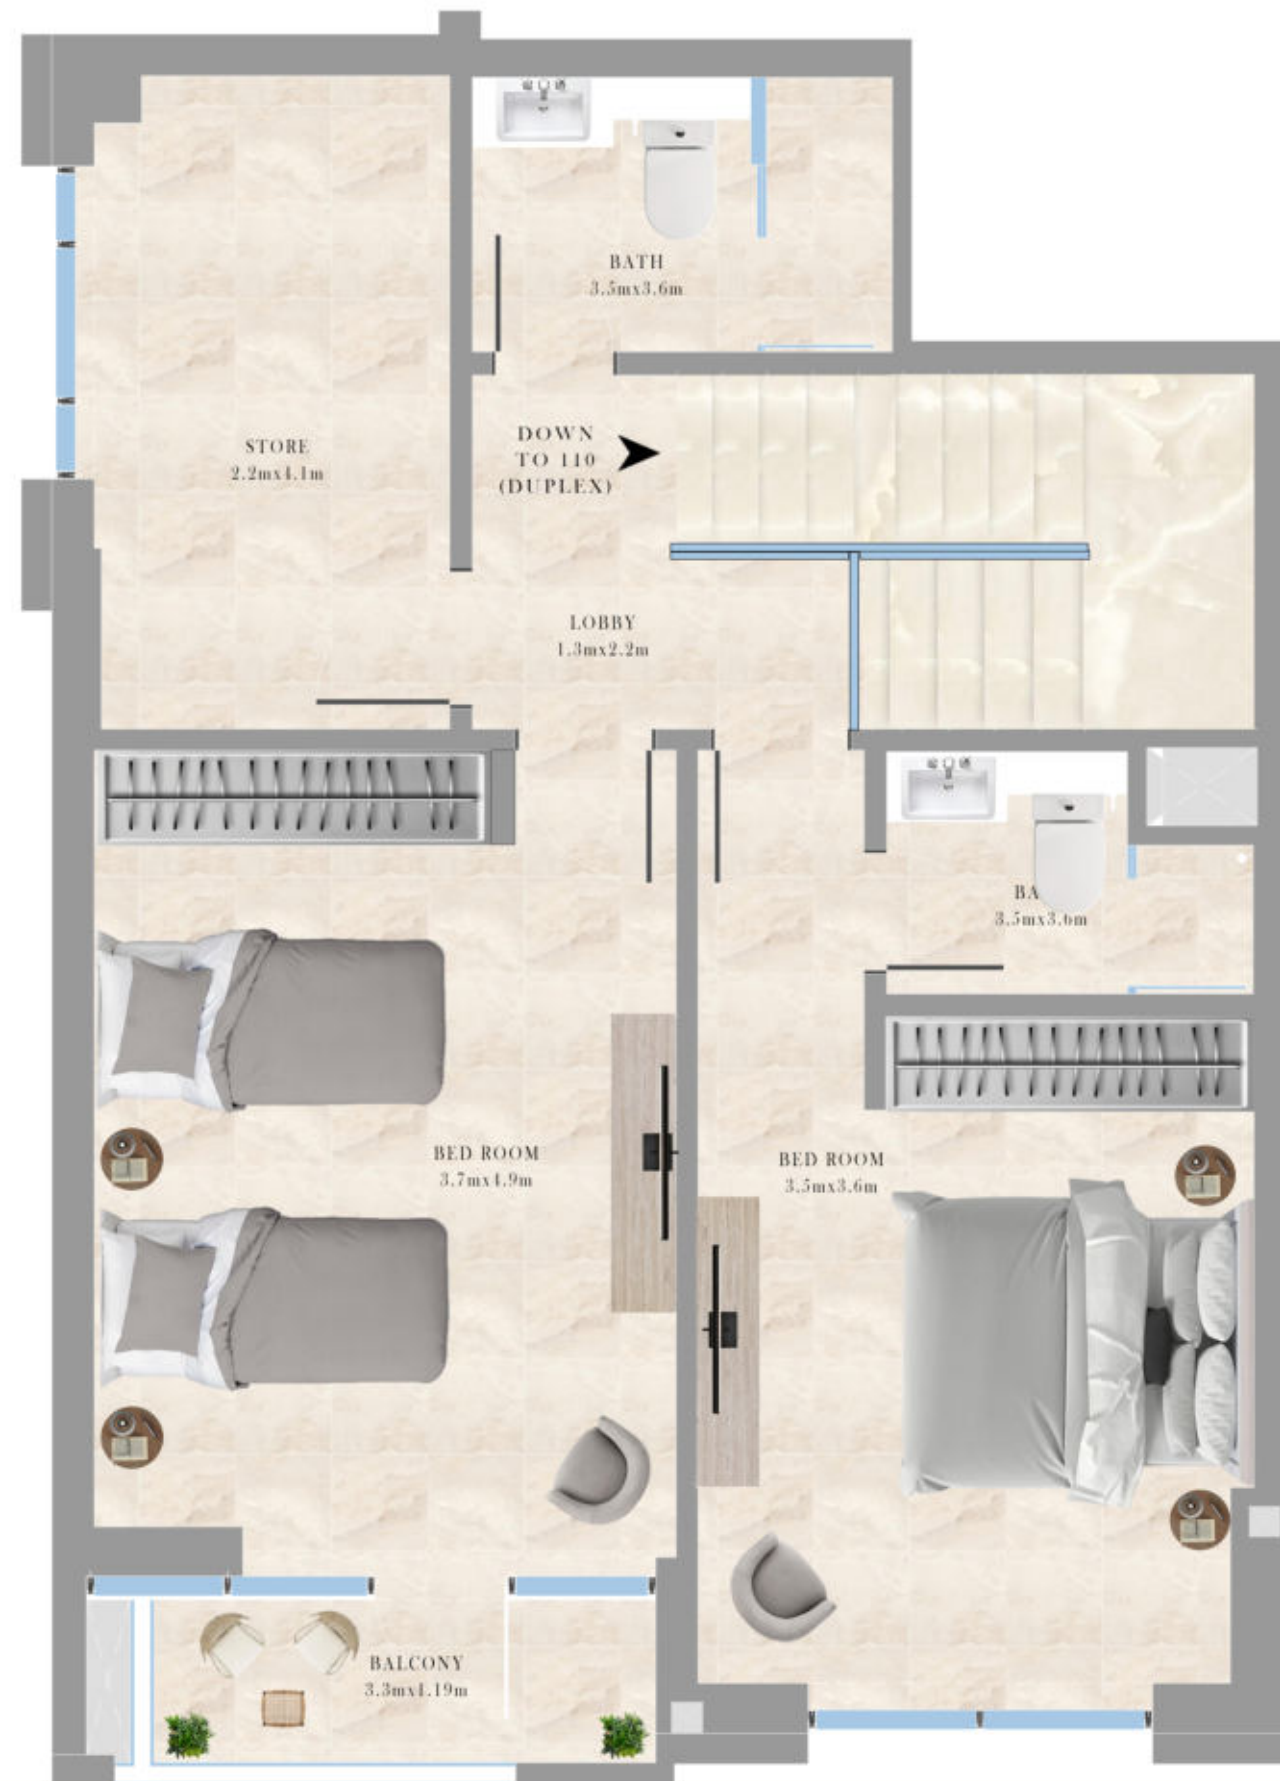 BATH
3.5mx3.6m
STORE
2.2mx4.1m
DOWN
TO 110
(DUPLEX)
LOBBY
1.3mx2.2m
BA
3.5mx3.6m
BED ROOM
3.7mx4.9m
BED ROOM
3.5mx3.6m
BALCONY
3.3mx1.19m